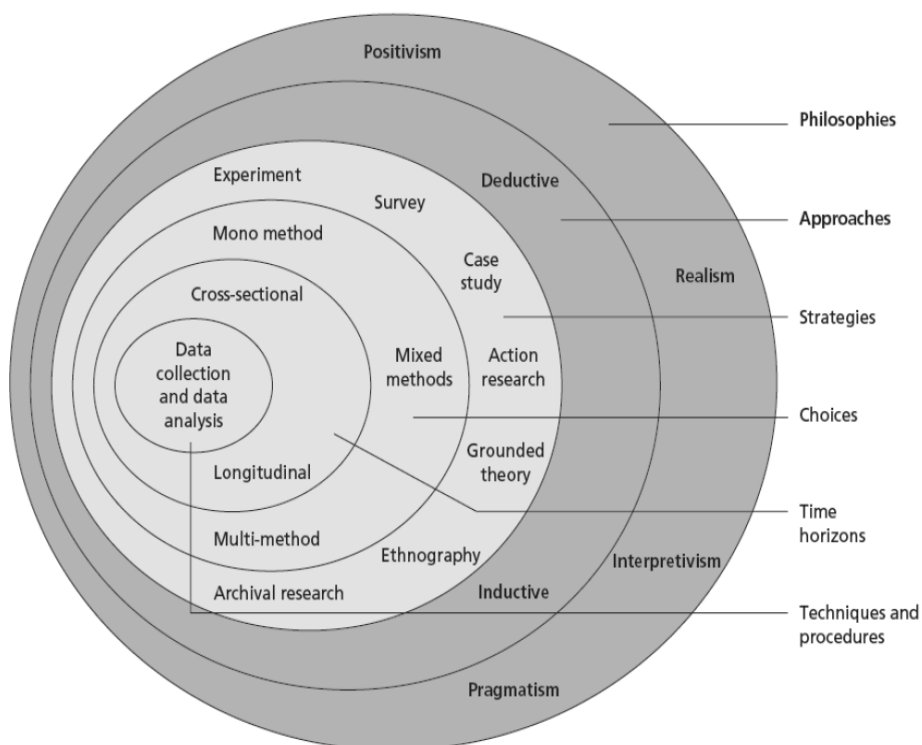 Positivism
Philosophies
Experiment
Deductive
Survey
Approaches
Mono method
Case
study
Realism
Cross-sectional
Strategies
Data
collection
and data
analysis
Mixed
methods
Action
research
Choices
Longitudinal
Grounded
theory
Time
horizons
Multi-method
Ethnography
Interpretivism
Archival research
Inductive
Techniques and
procedures
Pragmatism